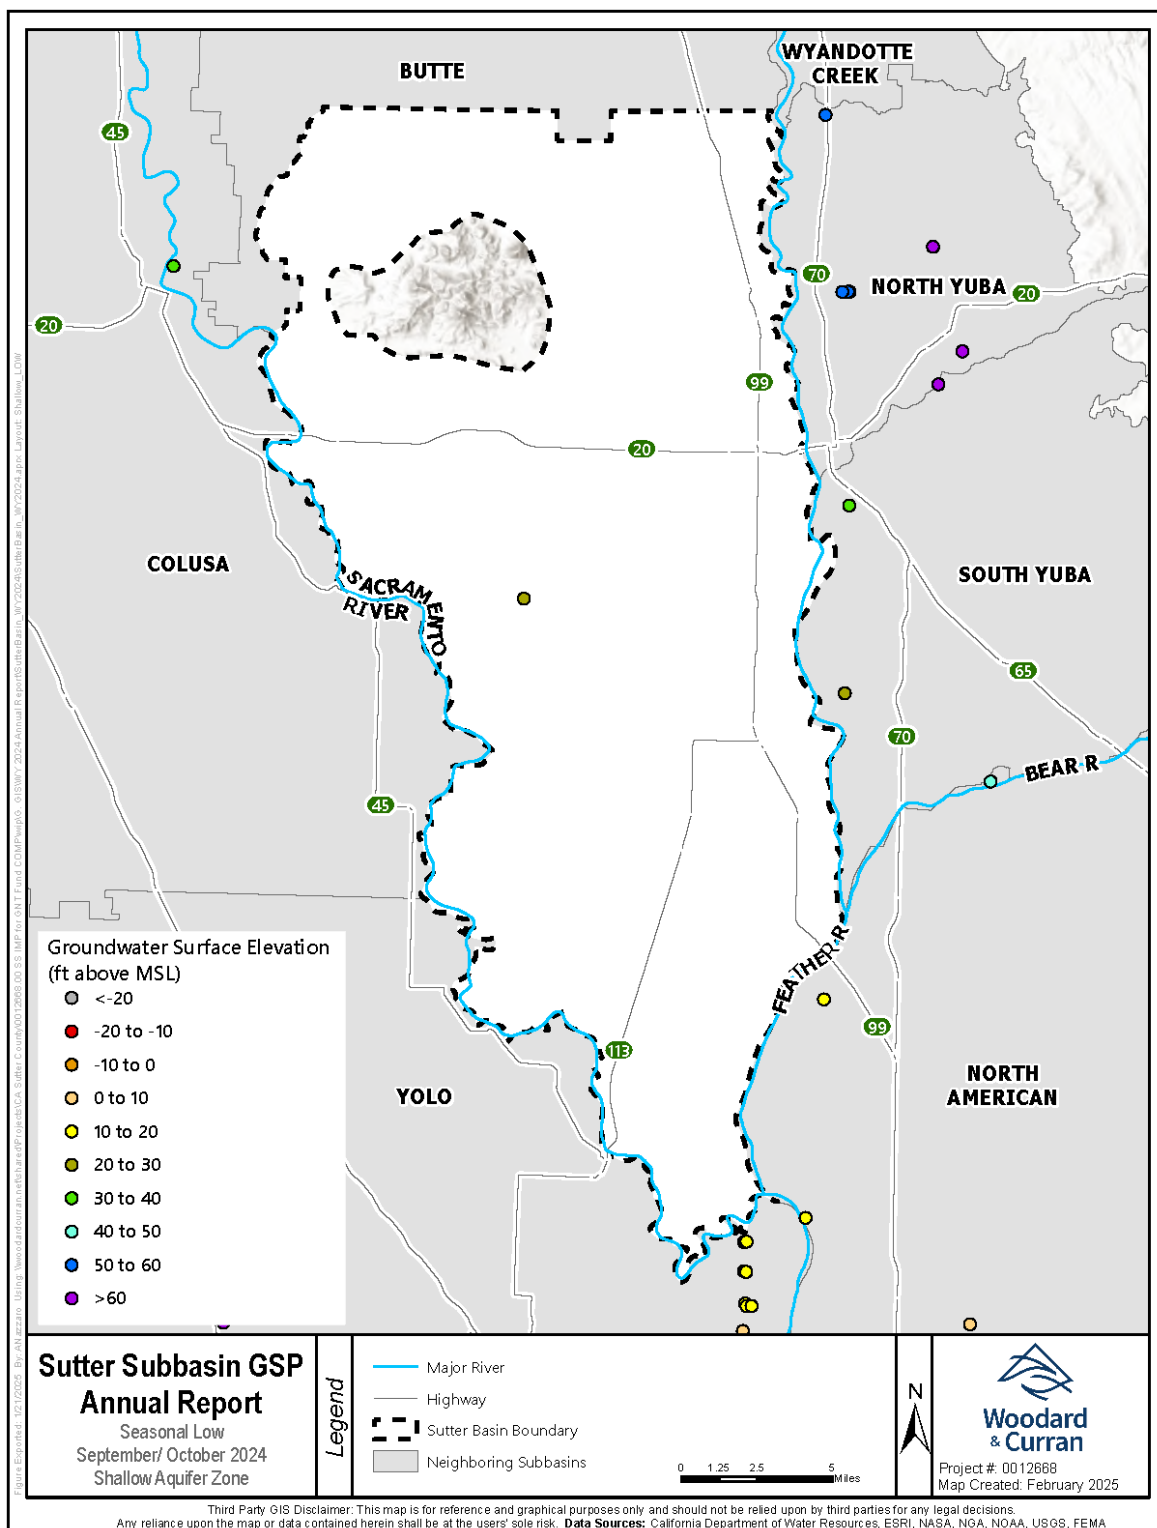 BUTTE
WYANDOTTE
CREEK
45
70
NORTH YUBA
20
20
99
20
COLUSA
SACRAMENTO
RIVER
SOUTH YUBA
65
70
BEAR R
45
FEATHER R
99
113
YOLO
NORTH
AMERICAN
Groundwater Surface Elevation
(ft above MSL)
<-20
-20 to -10
-10 to 0
0 to 10
10 to 20
20 to 30
30 to 40
40 to 50
50 to 60
>60
Sutter Subbasin GSP
Annual Report
Seasonal Low
September/ October 2024
Shallow Aquifer Zone
Legend
Major River
Highway
Sutter Basin Boundary
Neighboring Subbasins
0 1.25 2.5 5
Miles
N
Woodard
& Curran
Project #: 0012668
Map Created: February 2025
Third Party GIS Disclaimer: This map is for reference and graphical purposes only and should not be relied upon by third parties for any legal decisions.
Any reliance upon the map or data contained herein shall be at the users' sole risk. Data Sources: California Department of Water Resources, ESRI, NASA, NGA, NOAA, USGS, FEMA